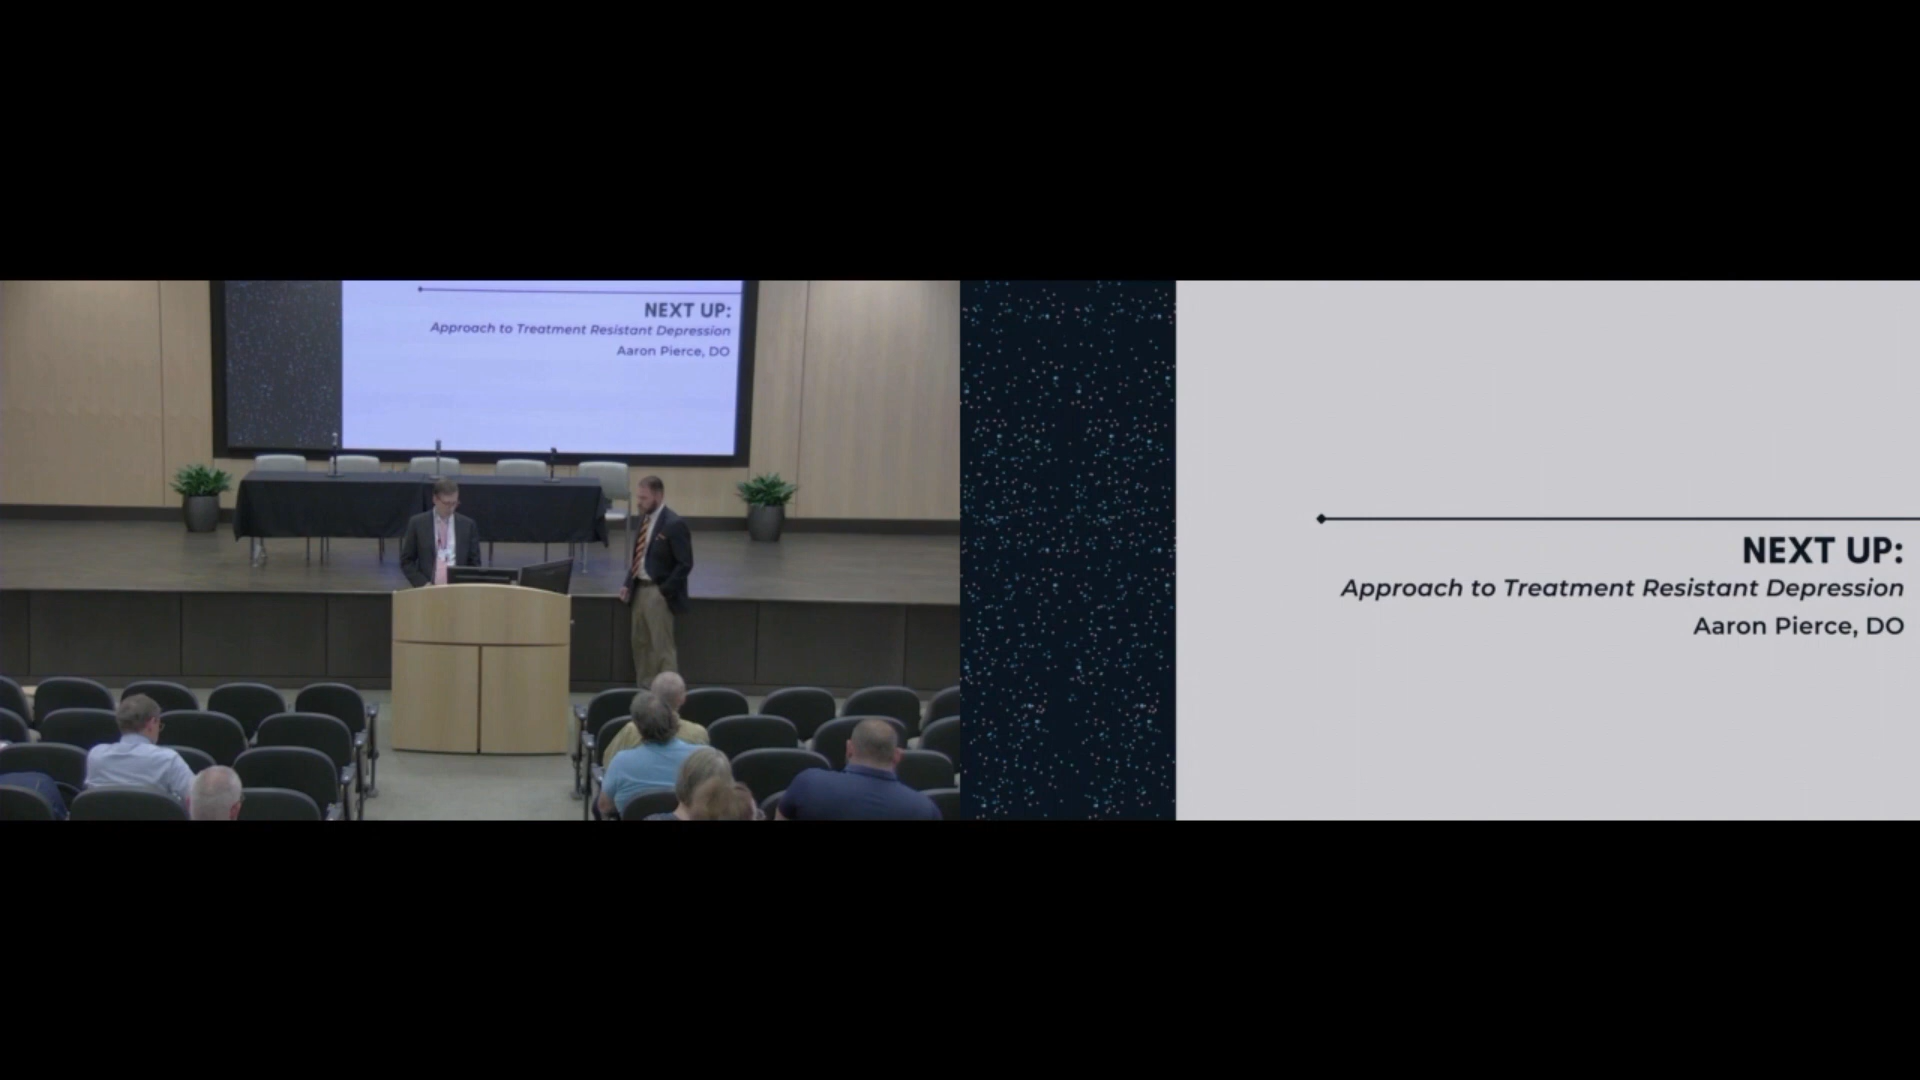 NEXT UP:
Approach to Treatment Resistant Depression
Aaron Pierce, DO
NEXT UP:
Approach to Treatment Resistant Depression
Aaron Pierce, DO